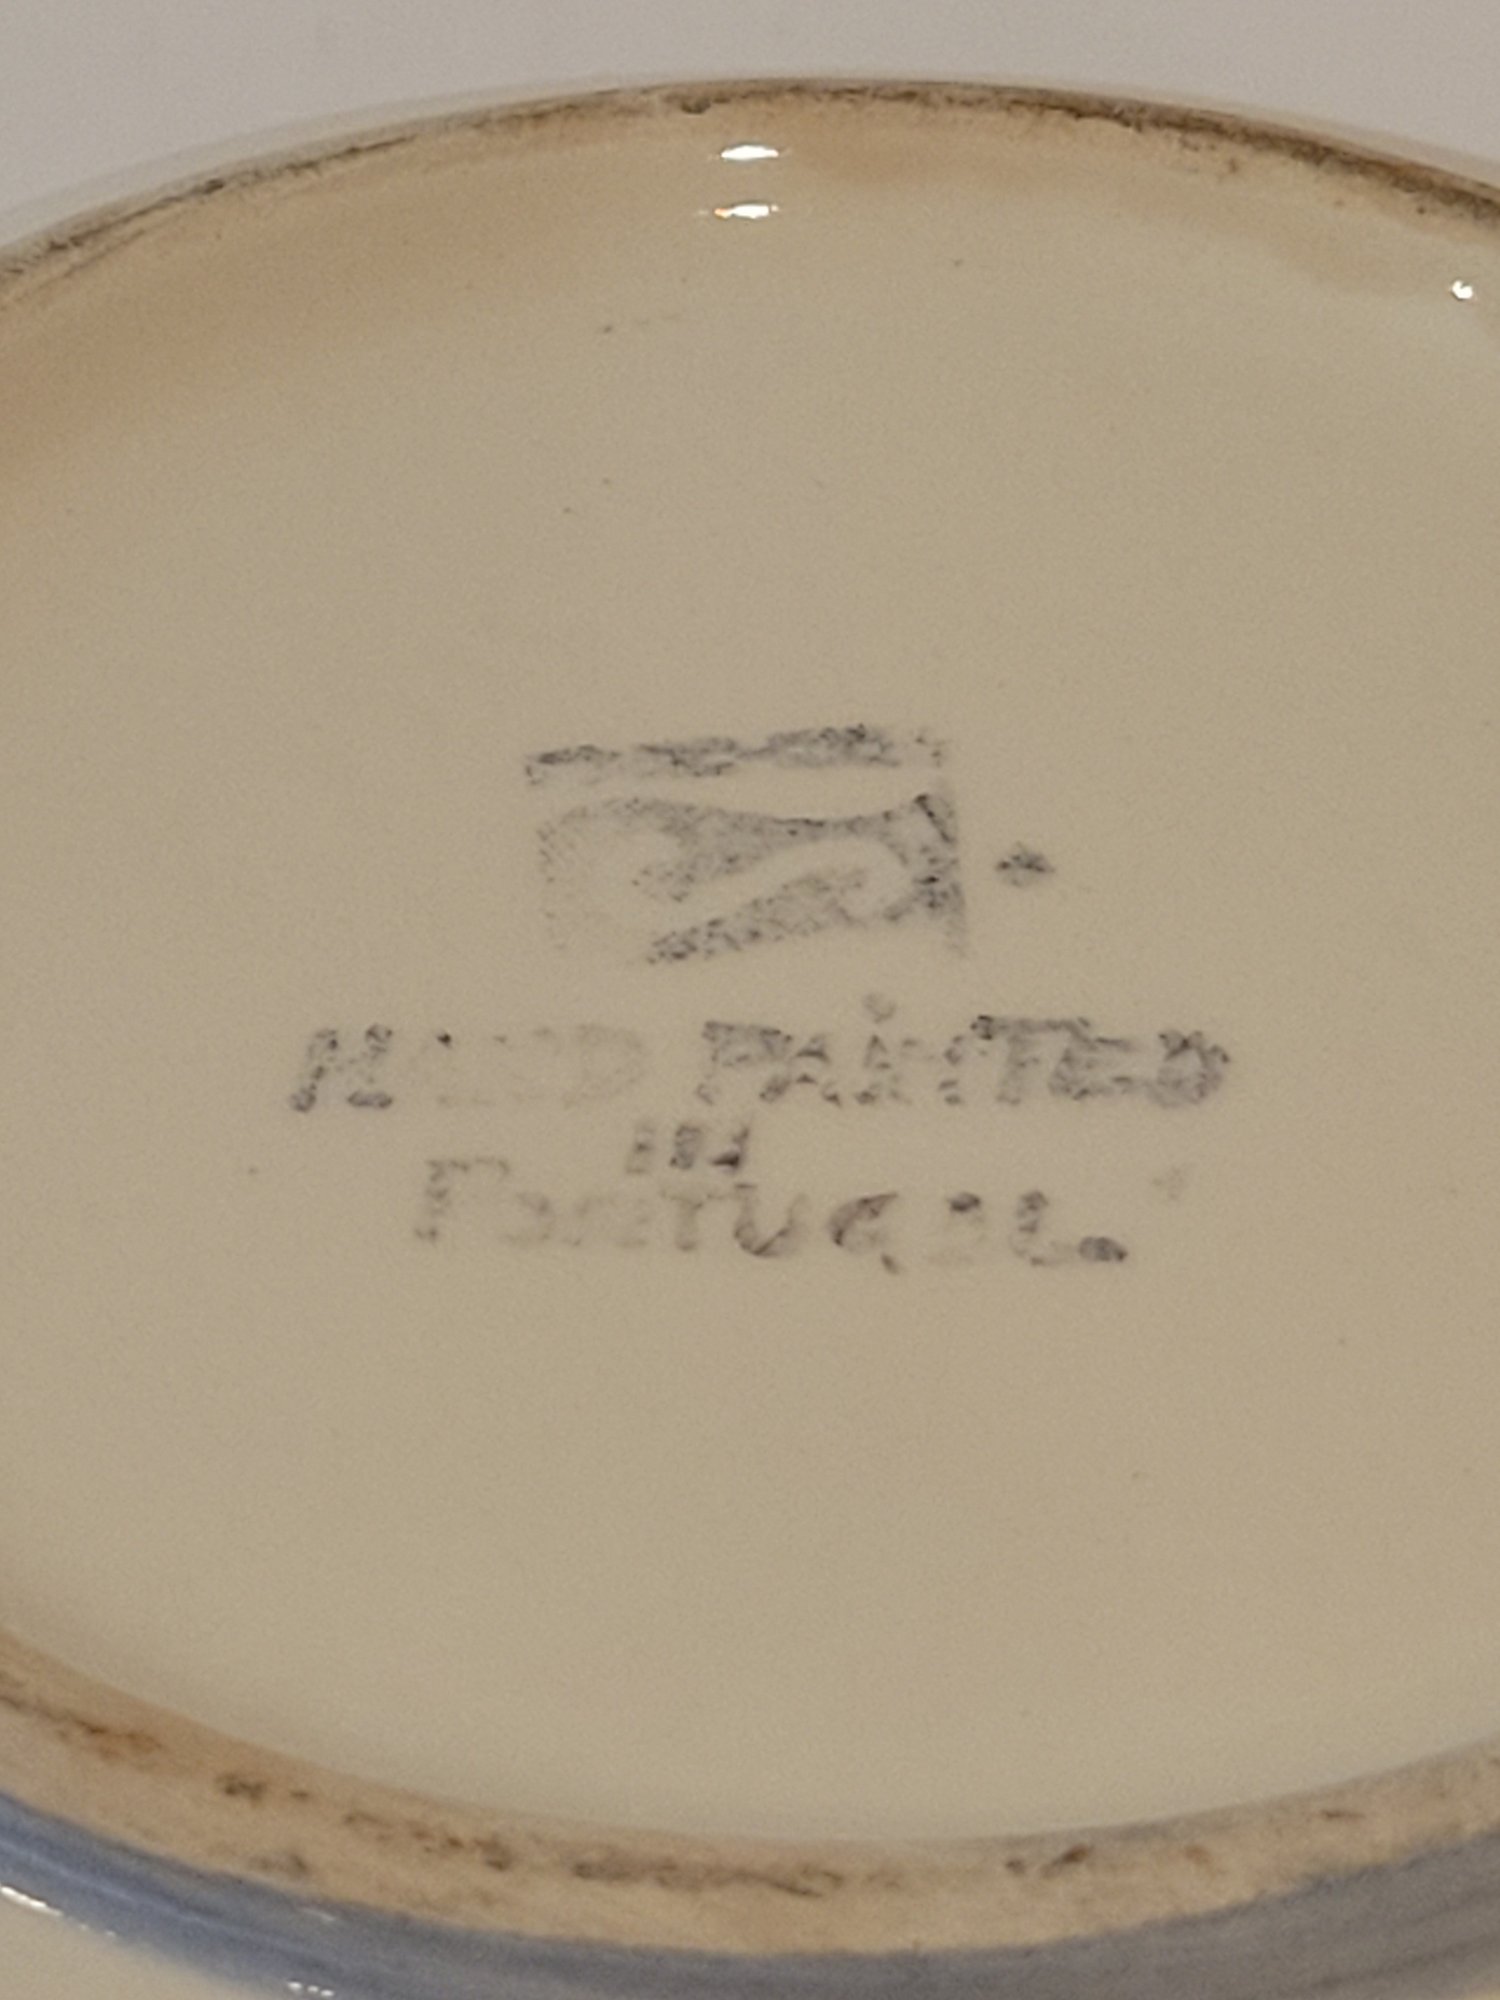 HAND PAiNTED
IN
PORTUGAL.